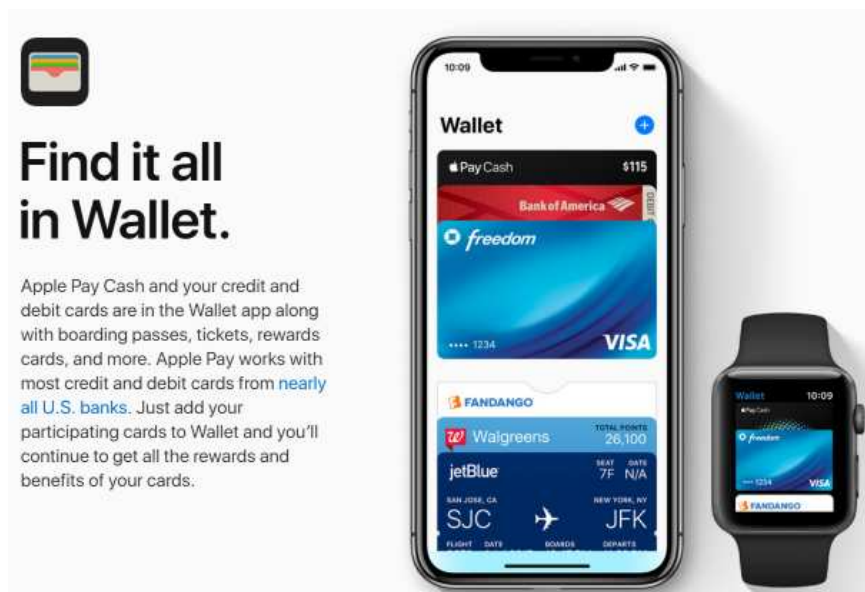 Find it all
in Wallet.
Apple Pay Cash and your credit and
debit cards are in the Wallet app along
with boarding passes, tickets, rewards
cards, and more. Apple Pay works with
most credit and debit cards from nearly
all U.S. banks. Just add your
participating cards to Wallet and you’ll
continue to get all the rewards and
benefits of your cards.
10:09
Wallet
Pay Cash $115
Bank of America DEBIT
freedom
•••• 1234 VISA
FANDANGO
Walgreens TOTAL POINTS
26,100
jetBlue SEAT DATE
7F N/A
SAN JOSE, CA NEW YORK, NY
SJC JFK
FLIGHT DATE BOARDS DEPARTS
Wallet 10:09
Pay Cash
freedom
•••• 1234 VISA
FANDANGO